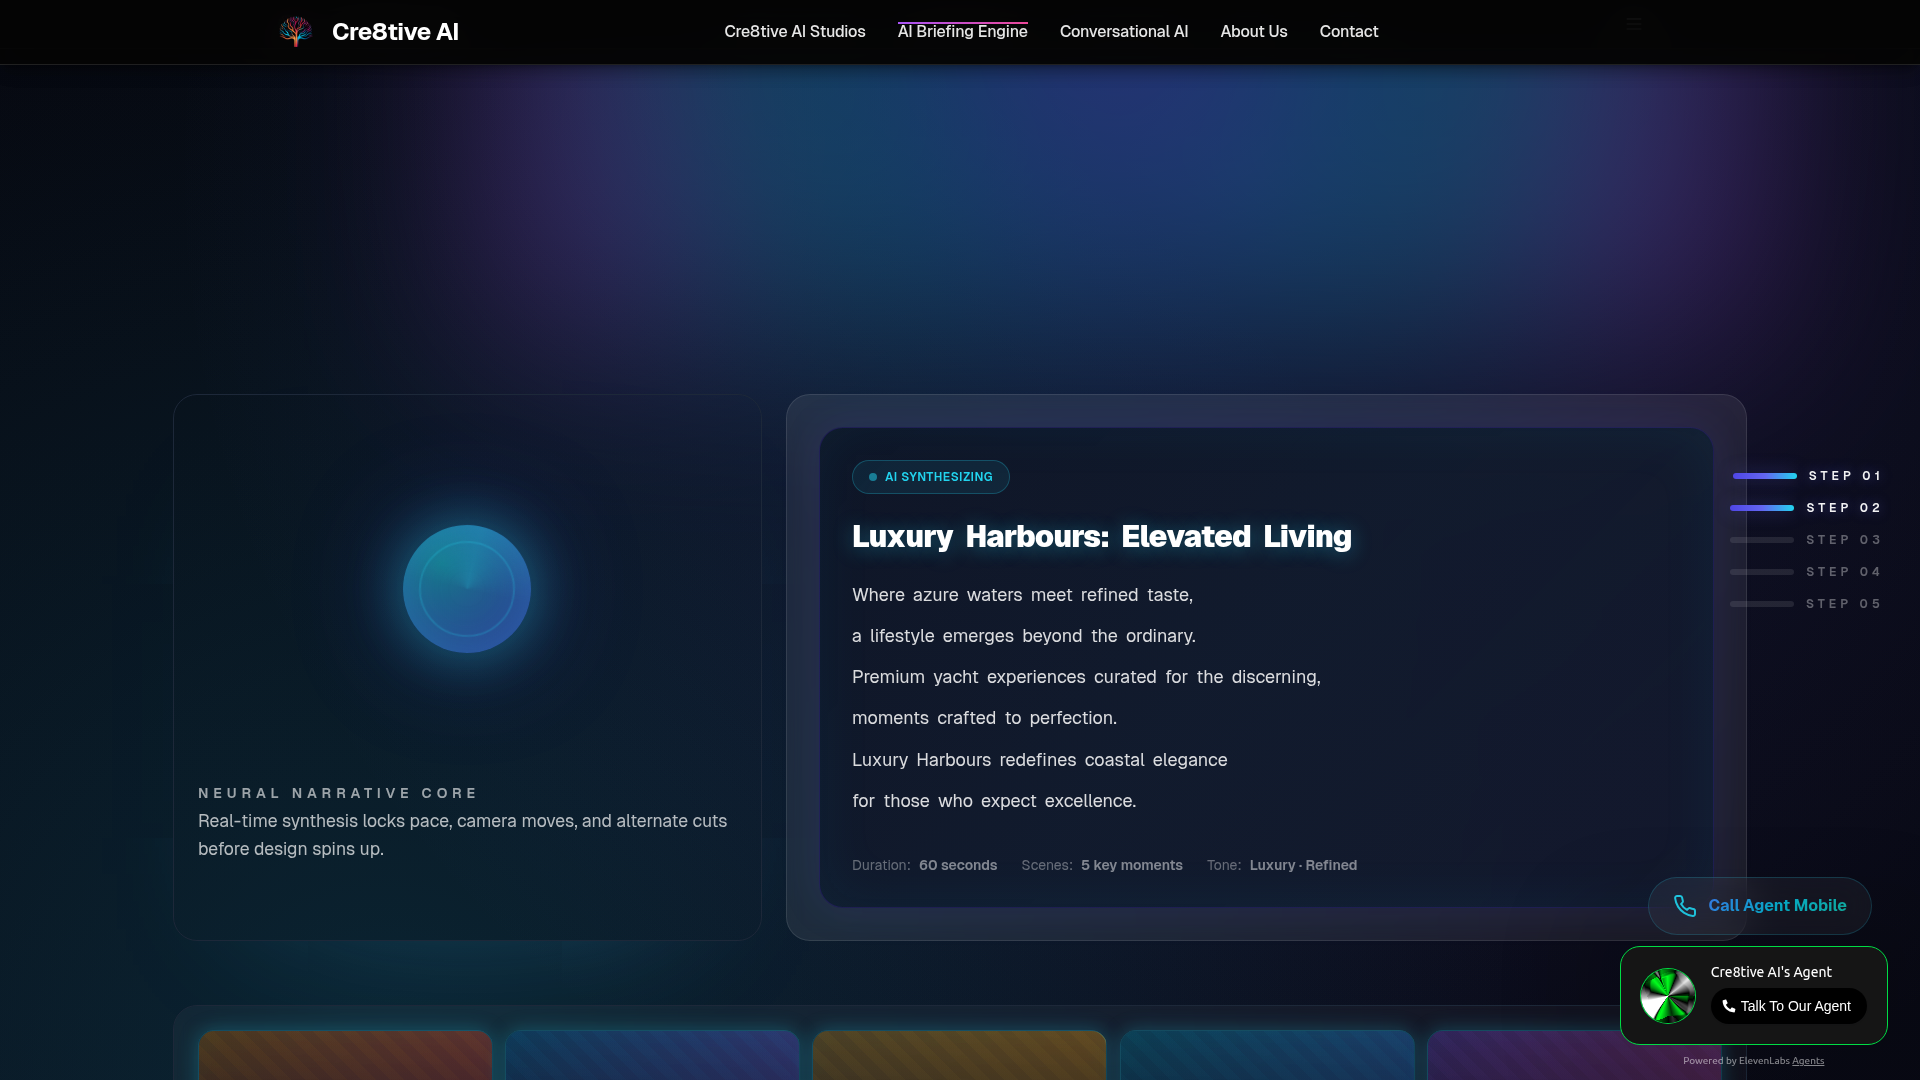 Cre8tive AI
Cre8tive AI Studios
AI Briefing Engine
Conversational AI
About Us
Contact
NEURAL NARRATIVE CORE
Real-time synthesis locks pace, camera moves, and alternate cuts
before design spins up.
AI SYNTHESIZING
Luxury Harbours: Elevated Living
Where azure waters meet refined taste,
a lifestyle emerges beyond the ordinary.
Premium yacht experiences curated for the discerning,
moments crafted to perfection.
Luxury Harbours redefines coastal elegance
for those who expect excellence.
Duration: 60 seconds Scenes: 5 key moments Tone: Luxury · Refined
STEP 01
STEP 02
STEP 03
STEP 04
STEP 05
Call Agent Mobile
Cre8tive AI's Agent
Talk To Our Agent
Powered by ElevenLabs Agents